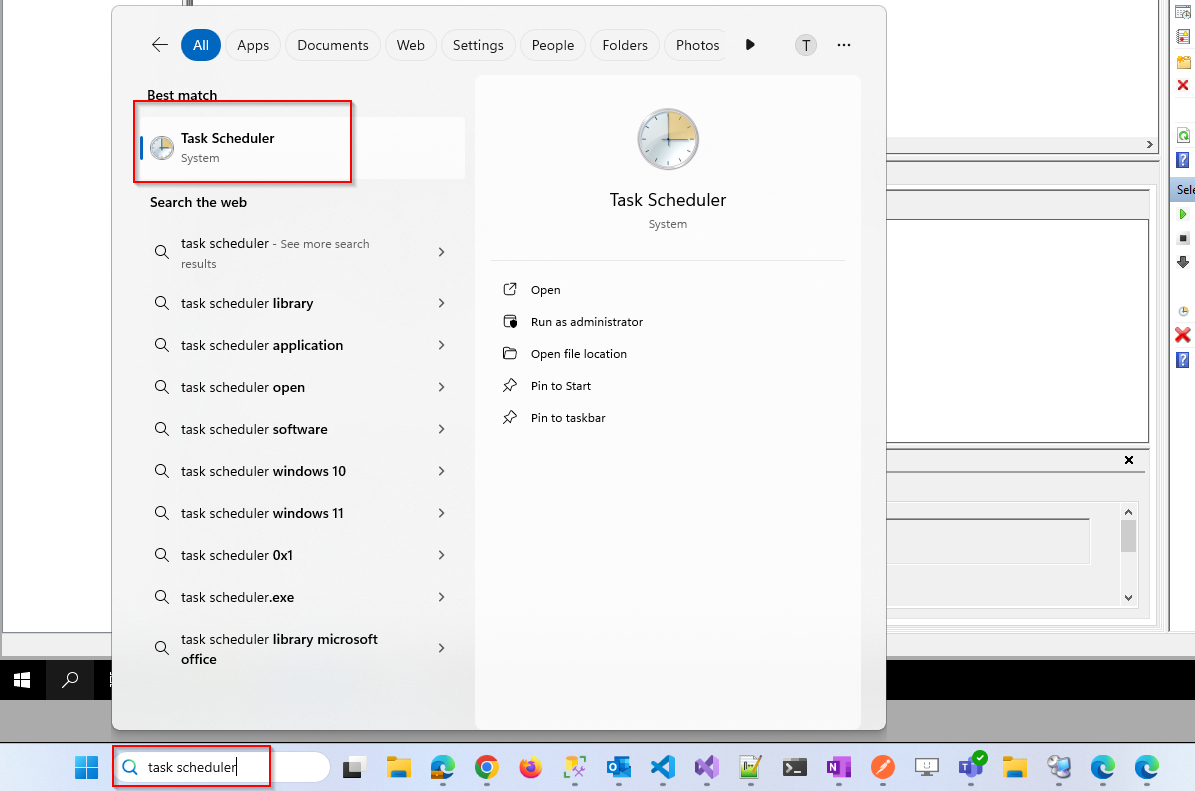 All
Apps
Documents
Web
Settings
People
Folders
Photos
T
Best match
Task Scheduler
System
Search the web
task scheduler - See more search
results
task scheduler library
task scheduler application
task scheduler open
task scheduler software
task scheduler windows 10
task scheduler windows 11
task scheduler 0x1
task scheduler.exe
task scheduler library microsoft
office
Task Scheduler
System
Open
Run as administrator
Open file location
Pin to Start
Pin to taskbar
Sele
task scheduler